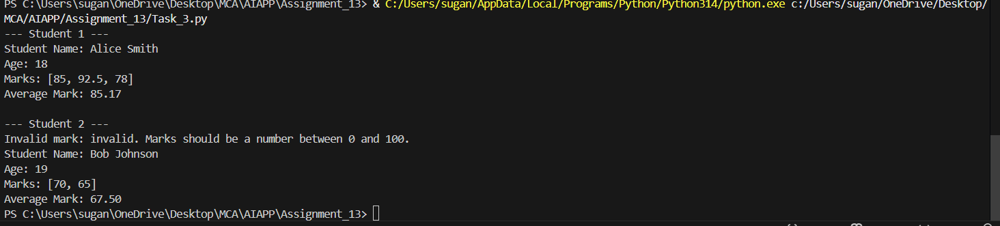 PS C:\Users\sugan\OneDrive\Desktop\MCA\AIAPP\Assignment_13> & C:/Users/sugan/AppData/Local/Programs/Python/Python314/python.exe c:/Users/sugan/OneDrive/Desktop/
MCA/AIAPP/Assignment_13/Task_3.py
--- Student 1 ---
Student Name: Alice Smith
Age: 18
Marks: [85, 92.5, 78]
Average Mark: 85.17
--- Student 2 ---
Invalid mark: invalid. Marks should be a number between 0 and 100.
Student Name: Bob Johnson
Age: 19
Marks: [70, 65]
Average Mark: 67.50
PS C:\Users\sugan\OneDrive\Desktop\MCA\AIAPP\Assignment_13>